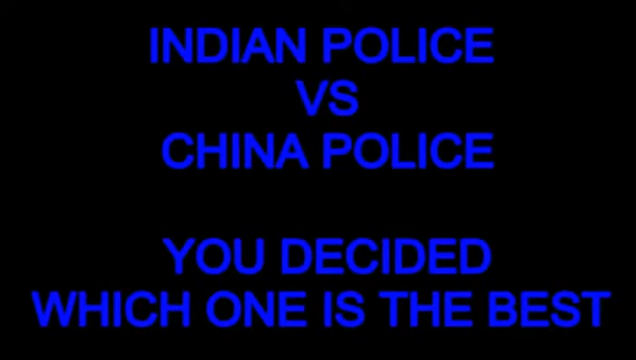 INDIAN POLICE
VS
CHINA POLICE
YOU DECIDED
WHICH ONE IS THE BEST